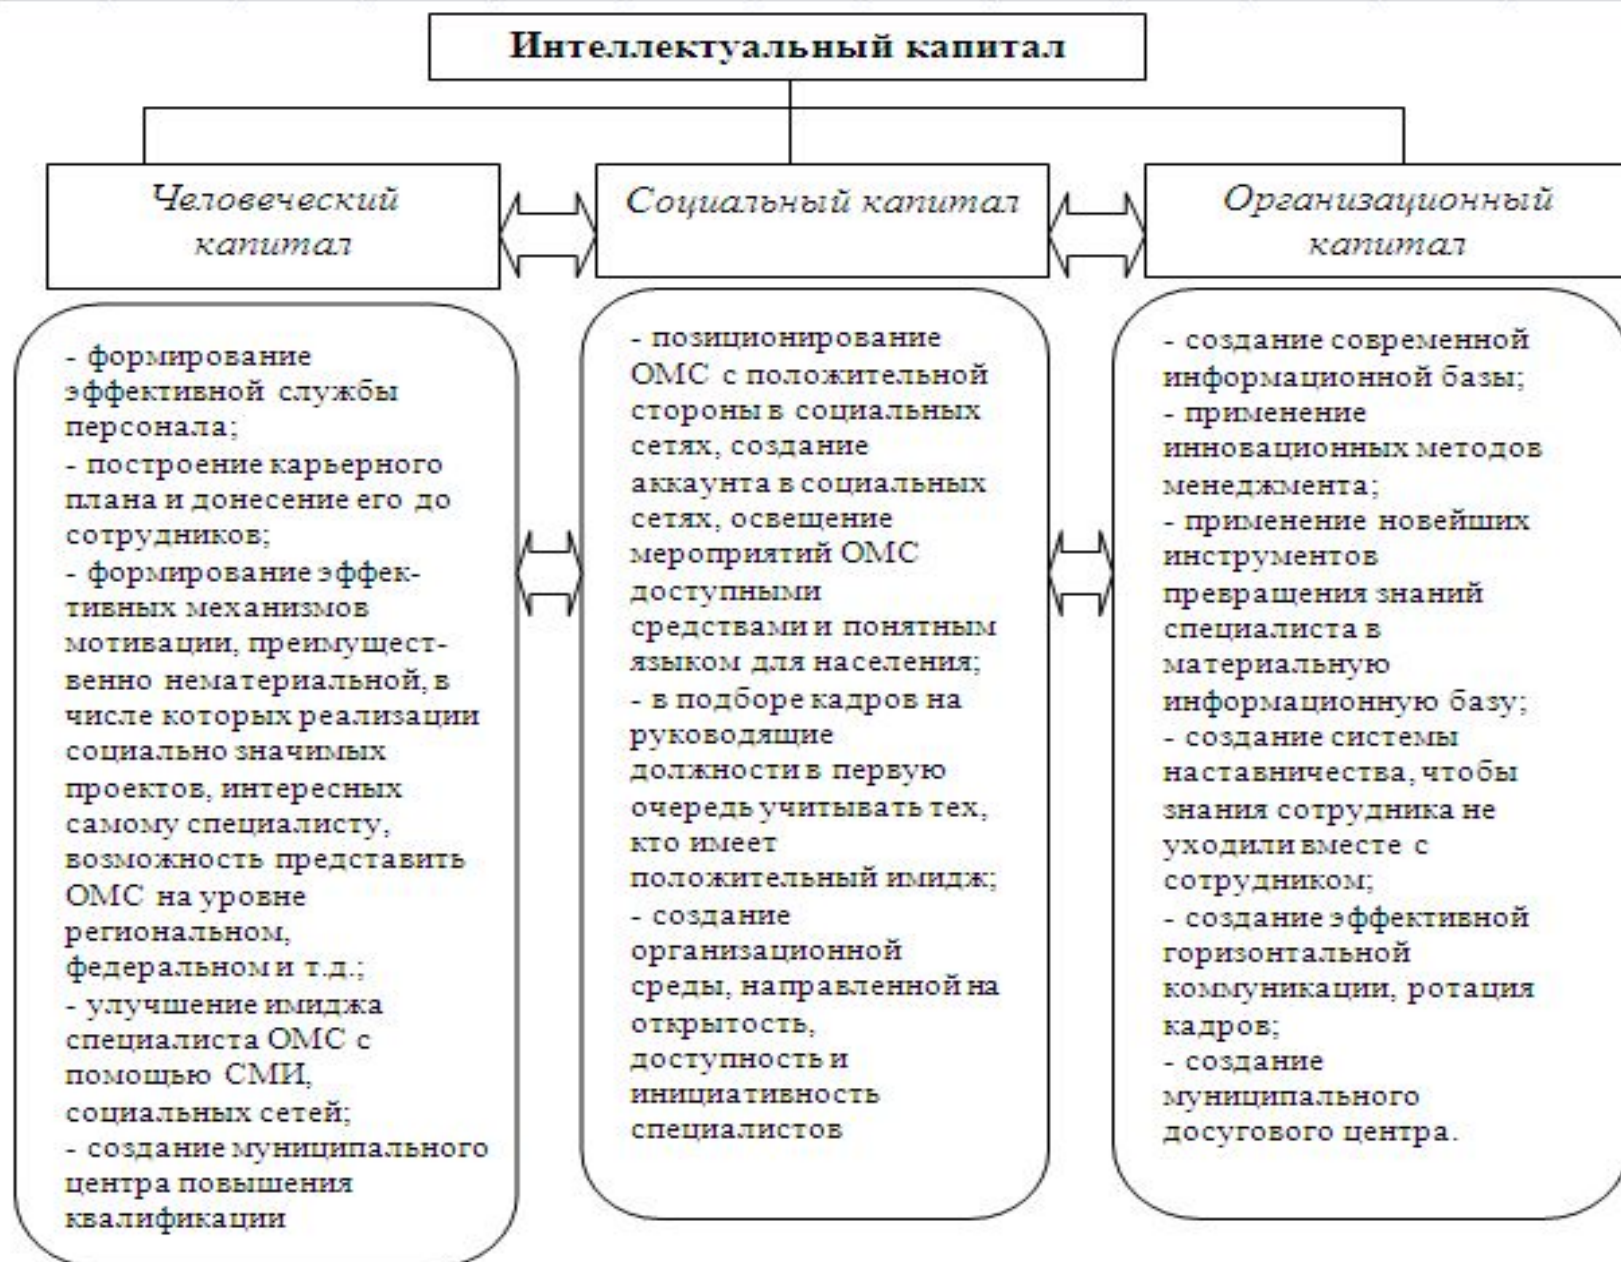 Интеллектуальный капитал
Человеческий
капитал
Социальный капитал
Организационный
капитал
- формирование
эффективной службы
персонала;
- построение карьерного
плана и донесение его до
сотрудников;
- формирование эффек-
тивных механизмов
мотивации, преимущест-
венно нематериальной, в
числе которых реализации
социально значимых
проектов, интересных
самому специалисту,
возможность представить
ОМС на уровне
региональном,
федеральном и т.д.;
- улучшение имиджа
специалиста ОМС с
помощью СМИ,
социальных сетей;
- создание муниципального
центра повышения
квалификации
- позиционирование
ОМС с положительной
стороны в социальных
сетях, создание
аккаунта в социальных
сетях, освещение
мероприятий ОМС
доступными
средствами и понятным
языком для населения;
- в подборе кадров на
руководящие
должности в первую
очередь учитывать тех,
кто имеет
положительный имидж;
- создание
организационной
среды, направленной на
открытость,
доступность и
инициативность
специалистов
- создание современной
информационной базы;
- применение
инновационных методов
менеджмента;
- применение новейших
инструментов
превращения знаний
специалиста в
материальную
информационную базу;
- создание системы
наставничества, чтобы
знания сотрудника не
уходили вместе с
сотрудником;
- создание эффективной
горизонтальной
коммуникации, ротация
кадров;
- создание
муниципального
досугового центра.